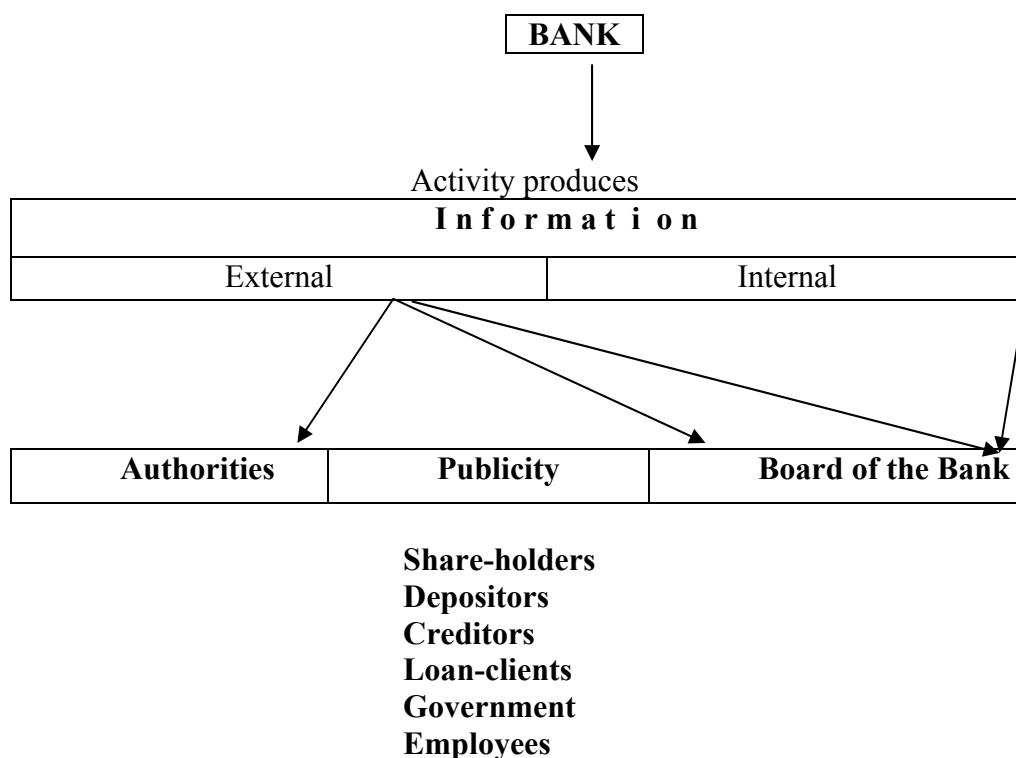 BANK
Activity produces
I n f o r m a t i o n
External Internal
Authorities Publicity Board of the Bank
Share-holders
Depositors
Creditors
Loan-clients
Government
Employees